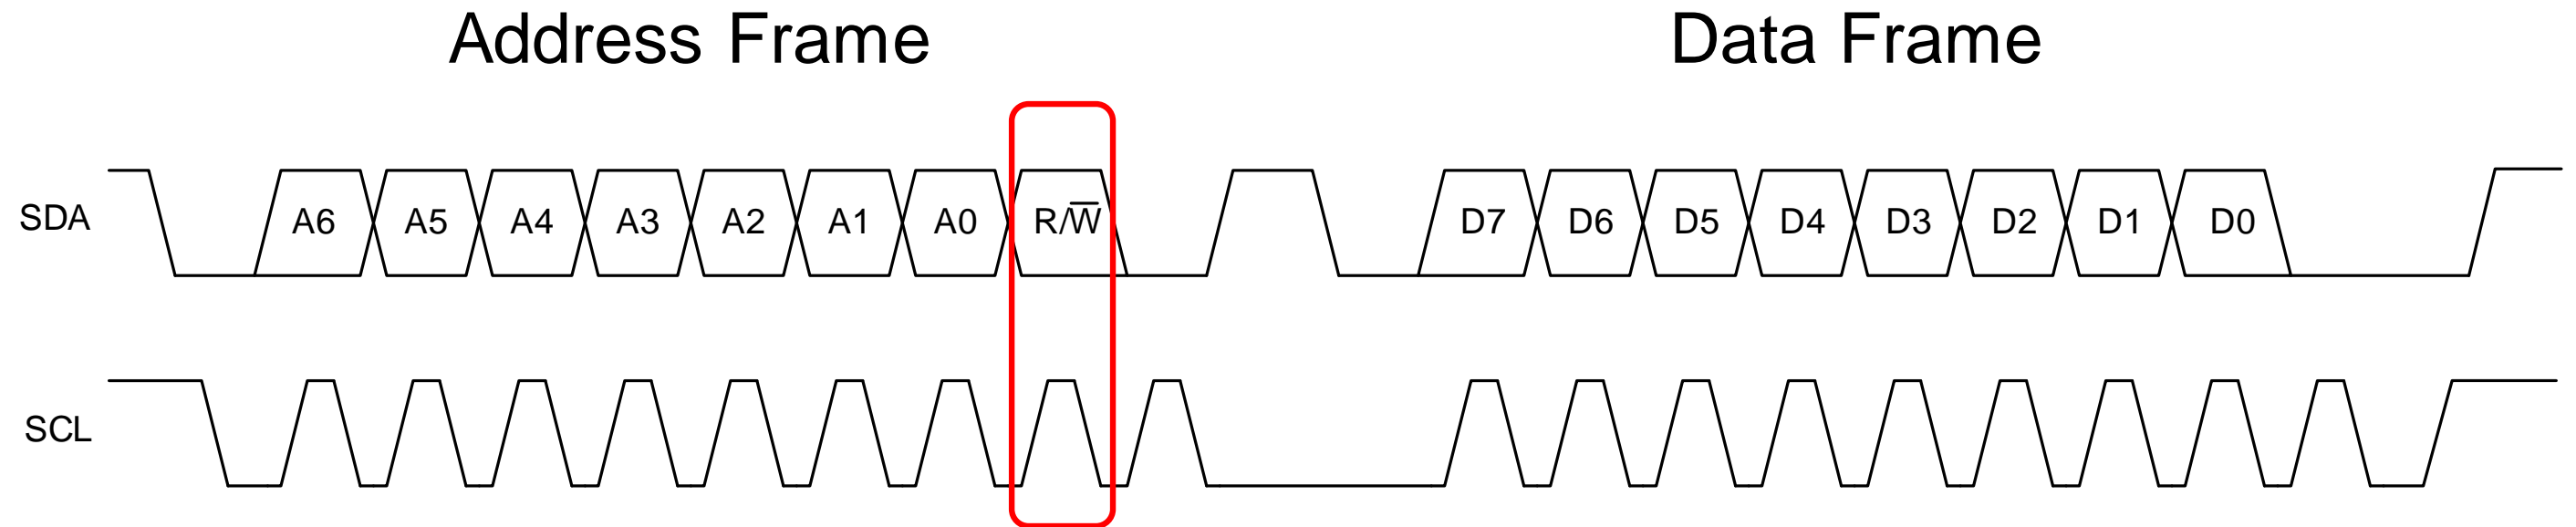 Address Frame Data Frame
SDA A6 A5 A4 A3 A2 A1 A0 R/W̅ D7 D6 D5 D4 D3 D2 D1 D0
SCL